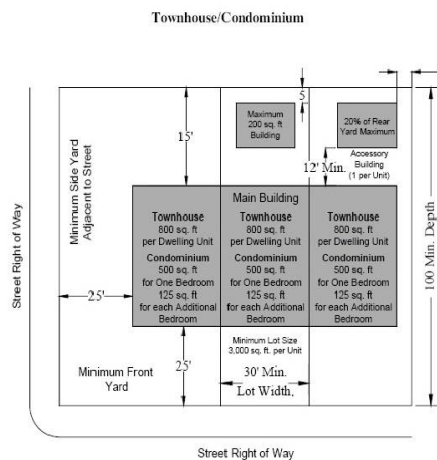 Townhouse/Condominium
5
Maximum
200 sq. ft
Building
20% of Rear
Yard Maximum
15'
12' Min.
Accessory
Building
(1 per Unit)
Minimum Side Yard
Adjacent to Street
Street Right of Way
100 Min. Depth
Main Building
Townhouse
800 sq. ft
per Dwelling Unit
Condominium
500 sq. ft
for One Bedroom
125 sq. ft
for each Additional
Bedroom
Townhouse
800 sq. ft
per Dwelling Unit
Condominium
500 sq. ft
for One Bedroom
125 sq. ft
for each Additional
Bedroom
Townhouse
800 sq. ft
per Dwelling Unit
Condominium
500 sq. ft
for One Bedroom
125 sq. ft
for each Additional
Bedroom
25'
Minimum Lot Size
3,000 sq. ft. per Unit
25'
Minimum Front
Yard
30' Min.
Lot Width.
Street Right of Way